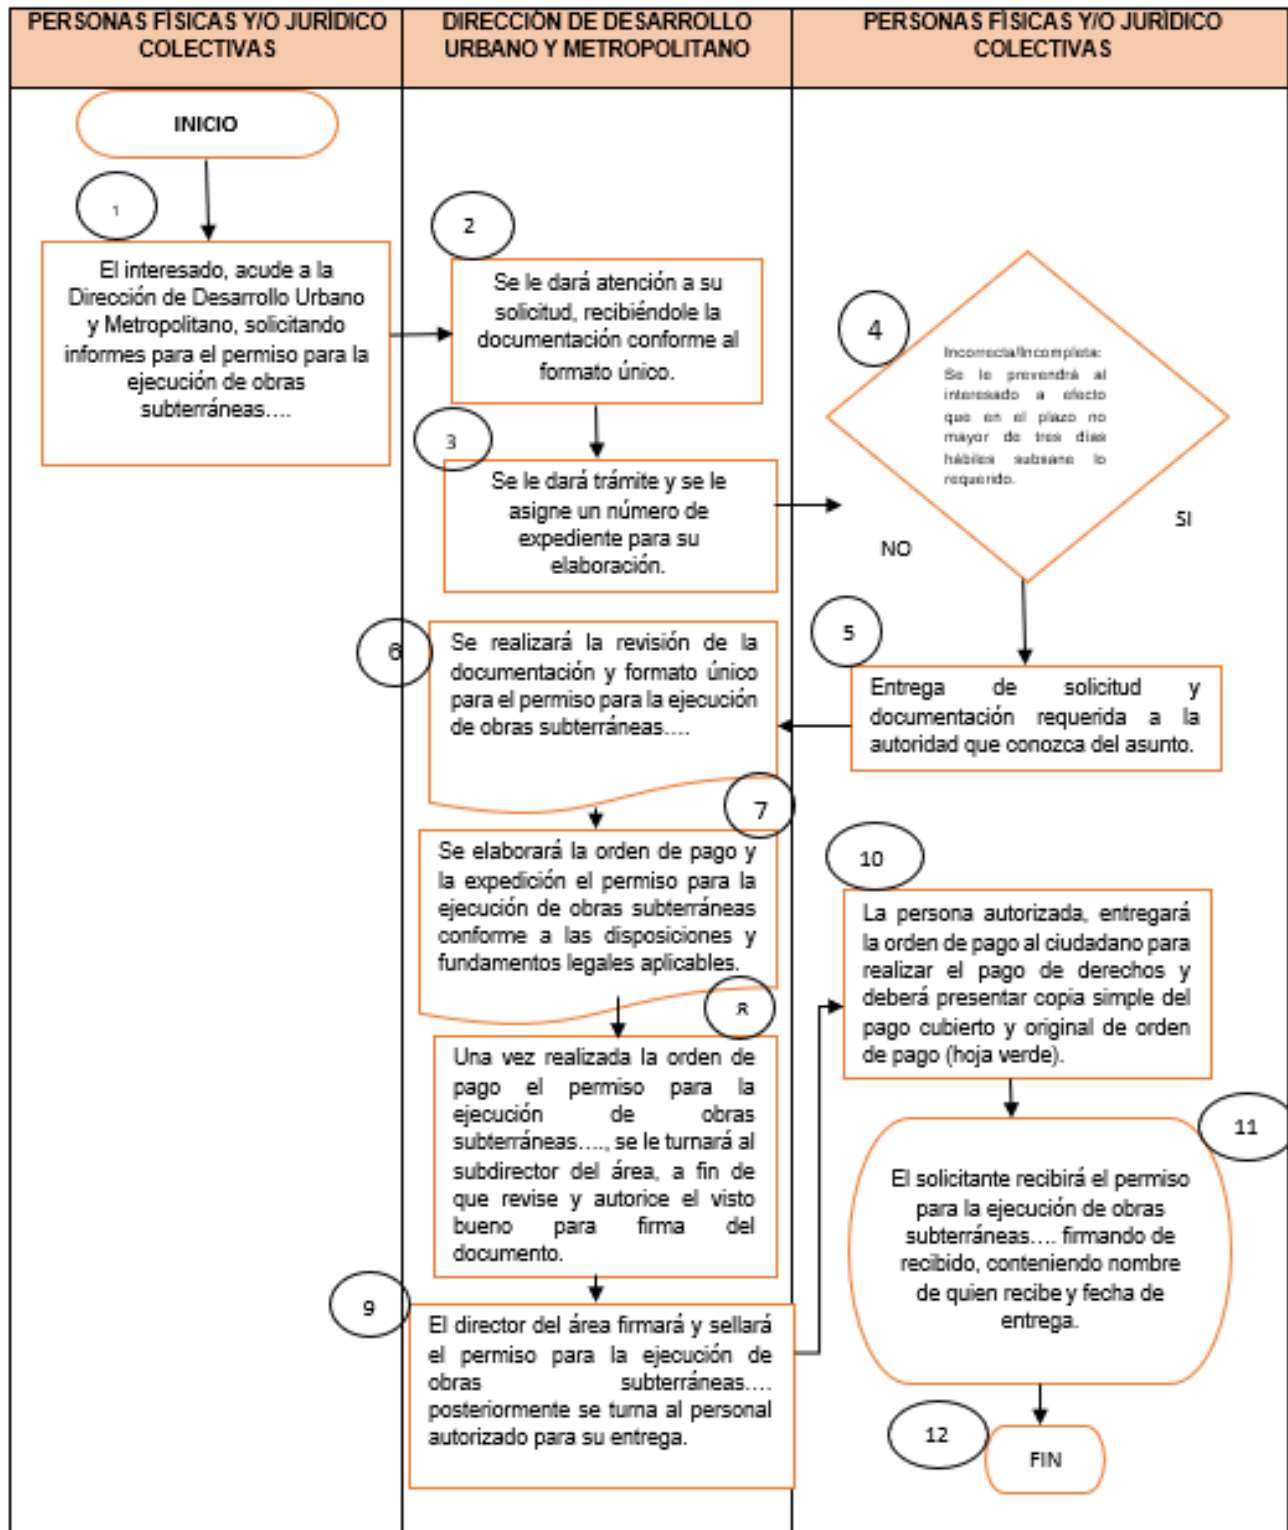 PERSONAS FÍSICAS Y/O JURÍDICO
COLECTIVAS
DIRECCIÓN DE DESARROLLO
URBANO Y METROPOLITANO
PERSONAS FÍSICAS Y/O JURÍDICO
COLECTIVAS
INICIO
1
El interesado, acude a la
Dirección de Desarrollo Urbano
y Metropolitano, solicitando
informes para el permiso para la
ejecución de obras
subterráneas….
2
Se le dará atención a su
solicitud, recibiéndole la
documentación conforme al
formato único.
3
Se le dará trámite y se le
asigne un número de
expediente para su
elaboración.
4
Incorrecta/Incompleta:
Se le prevendrá al
interesado a efecto
que en el plazo no
mayor de tres días
hábiles subsane lo
requerido.
NO
SI
5
Entrega de solicitud y
documentación requerida a la
autoridad que conozca del asunto.
6
Se realizará la revisión de la
documentación y formato único
para el permiso para la ejecución
de obras subterráneas….
7
Se elaborará la orden de pago y
la expedición el permiso para la
ejecución de obras subterráneas
conforme a las disposiciones y
fundamentos legales aplicables.
Una vez realizada la orden de
pago el permiso para la
ejecución de obras
subterráneas…., se le turnará al
subdirector del área, a fin de
que revise y autorice el visto
bueno para firma del
documento.
9
El director del área firmará y sellará
el permiso para la ejecución de
obras subterráneas….
posteriormente se turna al personal
autorizado para su entrega.
10
La persona autorizada, entregará
la orden de pago al ciudadano para
realizar el pago de derechos y
deberá presentar copia simple del
pago cubierto y original de orden
de pago (hoja verde).
11
El solicitante recibirá el permiso
para la ejecución de obras
subterráneas…. firmando de
recibido, conteniendo nombre
de quien recibe y fecha de
entrega.
12
FIN